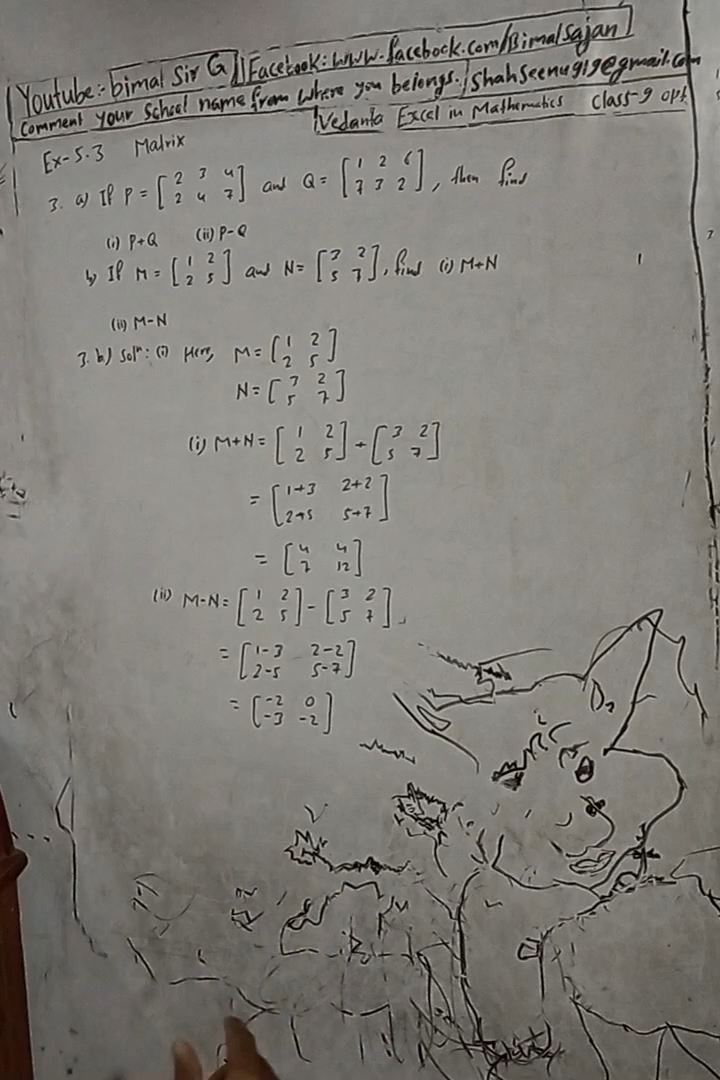 Youtube:- bimal Sir G || Facebook: www.facebook.com/BimalSajan
Comment your School name from where you belongs. / Shahseenu919@gmail.com
Vedanta Excel in Mathematics Class-9 opt
Ex-5.3 Matrix
3. a) If P = [2 3 4
2 4 7] and Q = [1 2 6
7 3 2], then find
(i) P+Q (ii) P-Q
b) If M = [1 2
2 5] and N = [3 2
5 7], find (i) M+N
(ii) M-N
3. b) Solⁿ: (i) Here, M = [1 2
2 5]
N = [3 2
5 7]
(i) M+N = [1 2
2 5] + [3 2
5 7]
= [1+3 2+2
2+5 5+7]
= [4 4
7 12]
(ii) M-N = [1 2
2 5] - [3 2
5 7]
= [1-3 2-2
2-5 5-7]
= [-2 0
-3 -2]